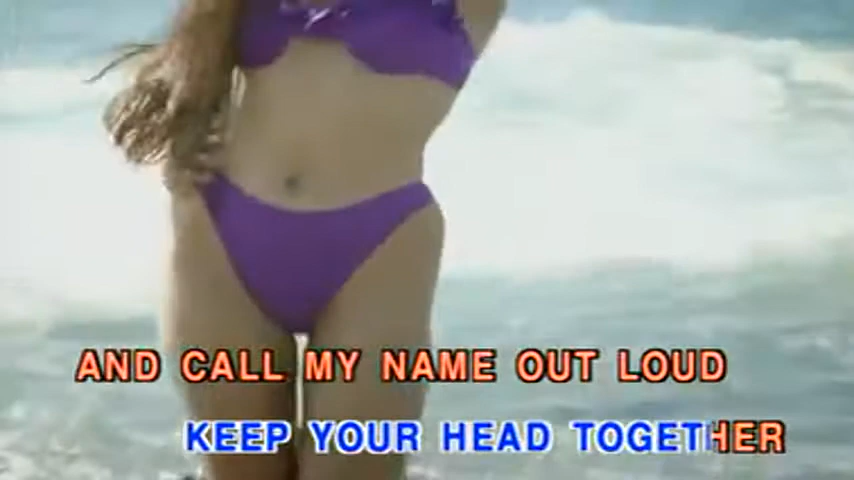 AND CALL MY NAME OUT LOUD
KEEP YOUR HEAD TOGETHER